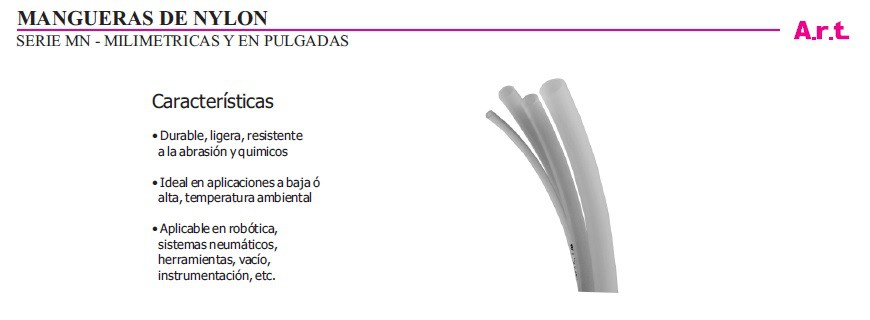 MANGUERAS DE NYLON
SERIE MN - MILIMETRICAS Y EN PULGADAS
A.r.t.
Características
• Durable, ligera, resistente
a la abrasión y quimicos
• Ideal en aplicaciones a baja ó
alta, temperatura ambiental
• Aplicable en robótica,
sistemas neumáticos,
herramientas, vacío,
instrumentación, etc.